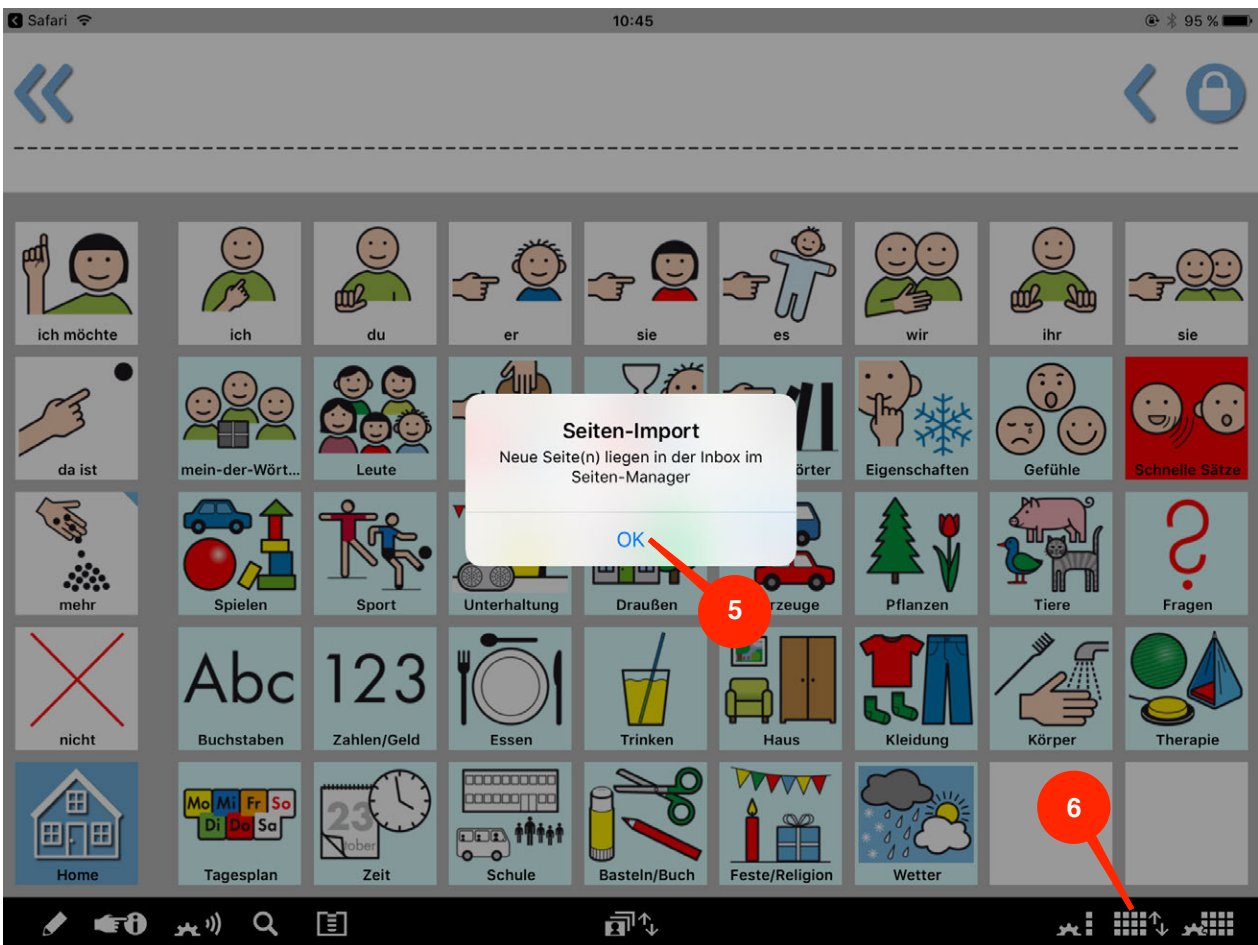 Safari 10:45 95 %
ich möchte ich du er sie es wir ihr sie
Seiten-Import
Neue Seite(n) liegen in der Inbox im
Seiten-Manager
OK
5
da ist mein-der-Wört... Leute Eigenschaften Gefühle Schnelle Sätze
mehr Spielen Sport Unterhaltung Draußen Pflanzen Tiere Fragen
Abc 123
nicht Buchstaben Zahlen/Geld Essen Trinken Haus Kleidung Körper Therapie
Mo Mi Fr So
Di Do Sa
23
tober
6
Home Tagesplan Zeit Schule Basteln/Buch Feste/Religion Wetter